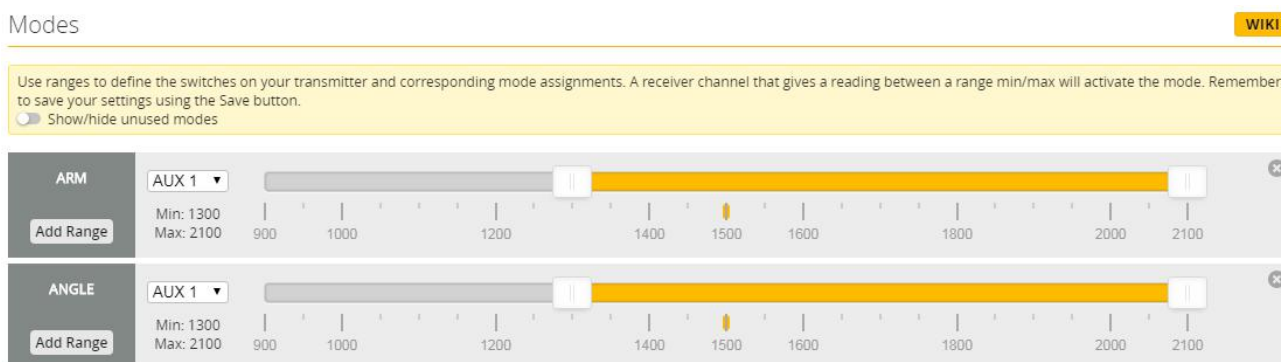 Modes
WIKI
Use ranges to define the switches on your transmitter and corresponding mode assignments. A receiver channel that gives a reading between a range min/max will activate the mode. Remember
to save your settings using the Save button.
Show/hide unused modes
ARM
AUX 1
Min: 1300
Max: 2100
Add Range
900 1000 1200 1400 1500 1600 1800 2000 2100
ANGLE
AUX 1
Min: 1300
Max: 2100
Add Range
900 1000 1200 1400 1500 1600 1800 2000 2100